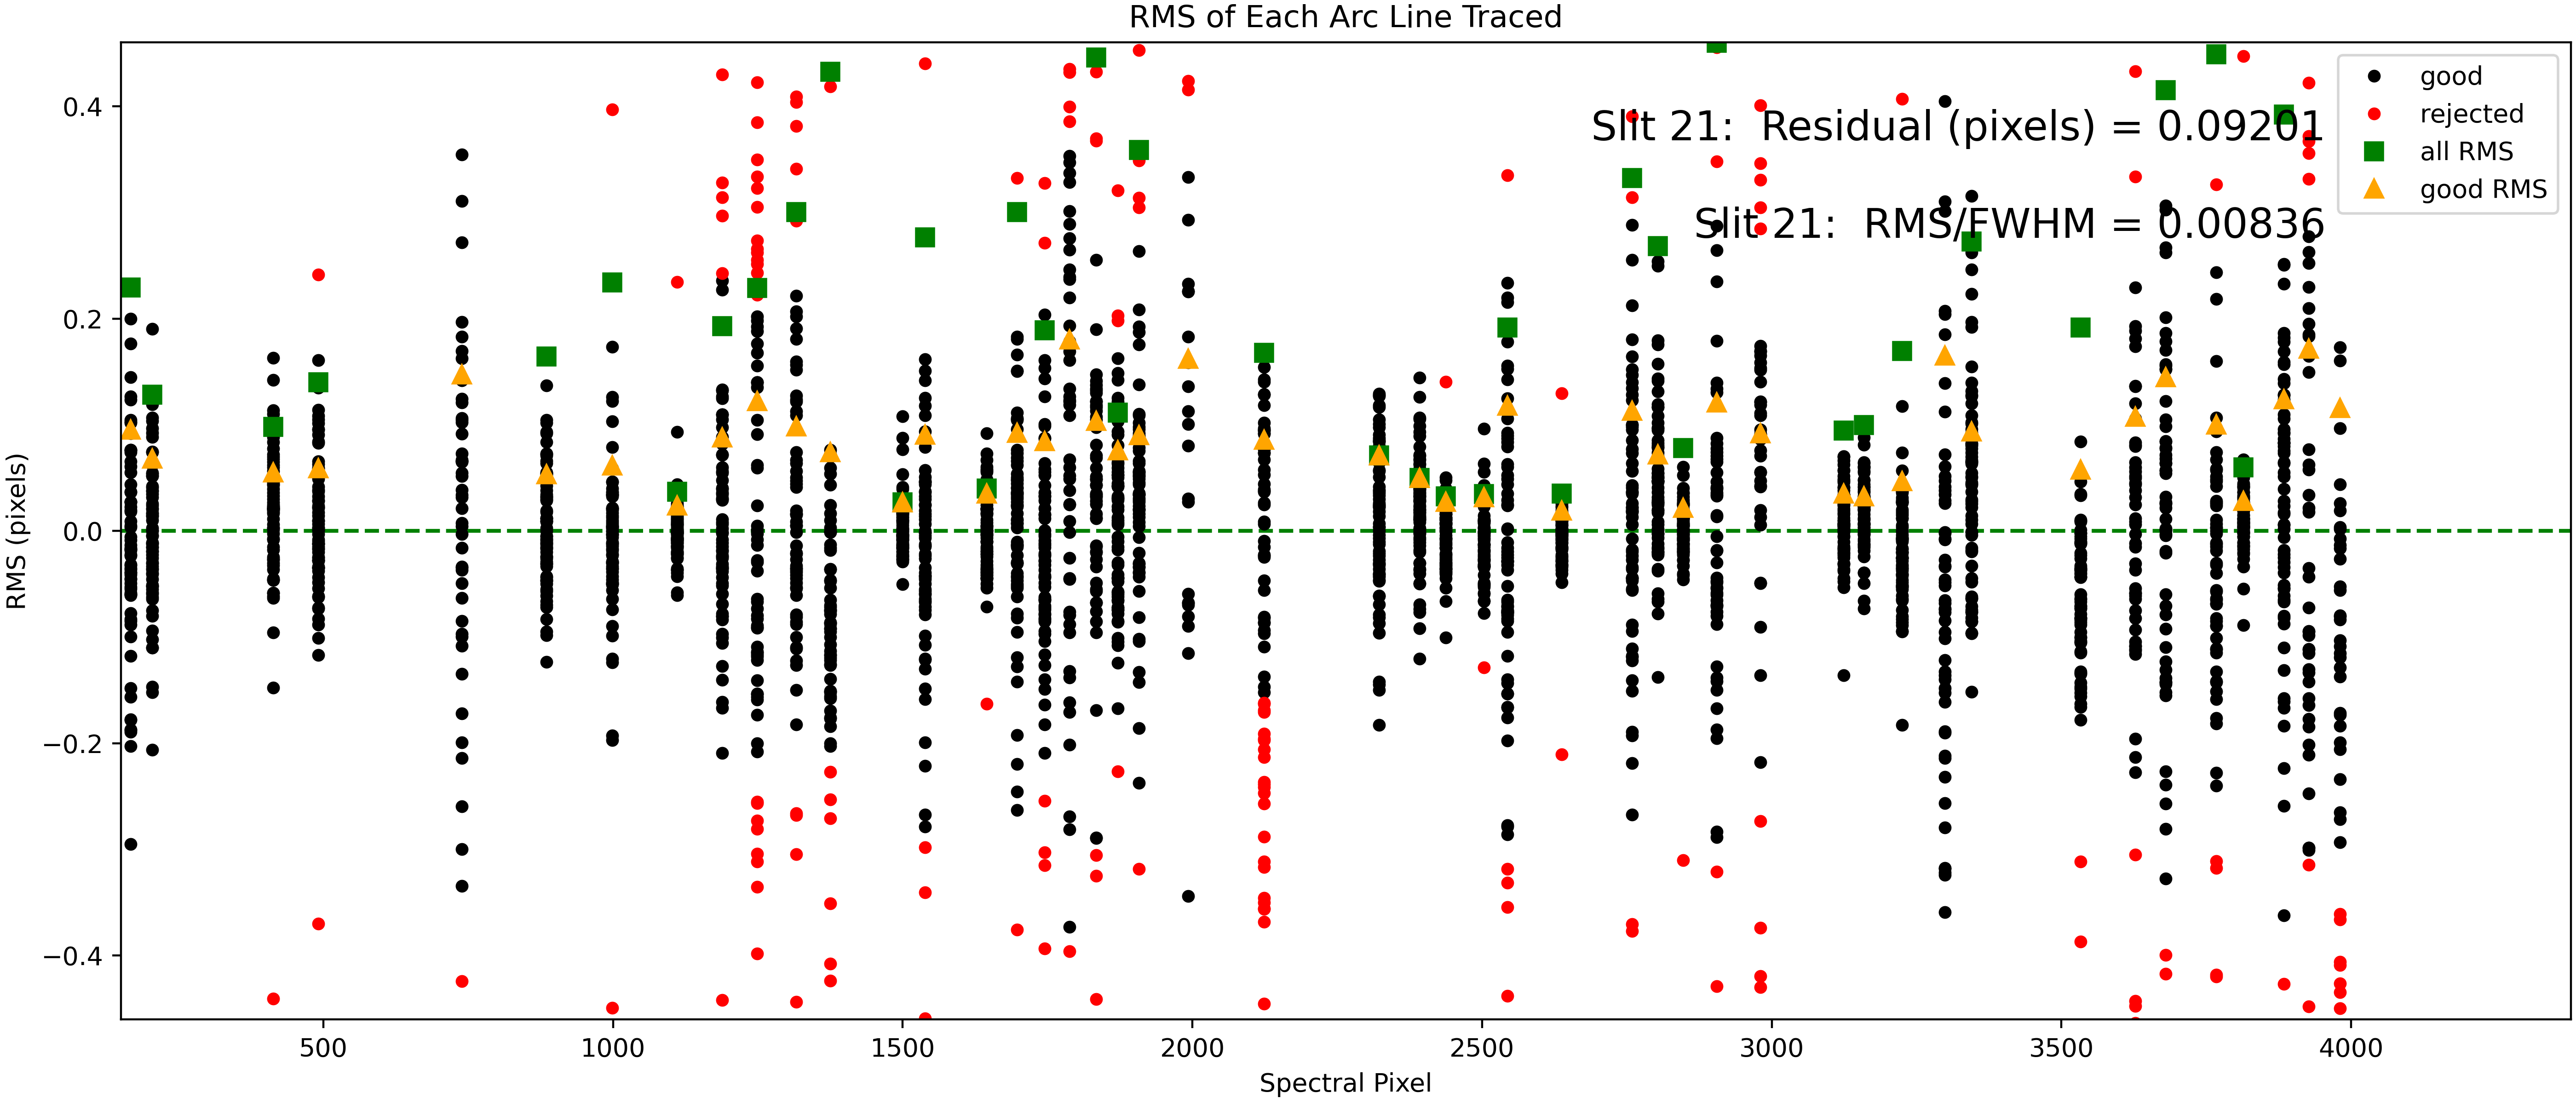 RMS of Each Arc Line Traced
RMS (pixels)
0.4
0.2
0.0
−0.2
−0.4
Slit 21:  Residual (pixels) = 0.09201
Slit 21:  RMS/FWHM = 0.00836
good
rejected
all RMS
good RMS
500 1000 1500 2000 2500 3000 3500 4000
Spectral Pixel